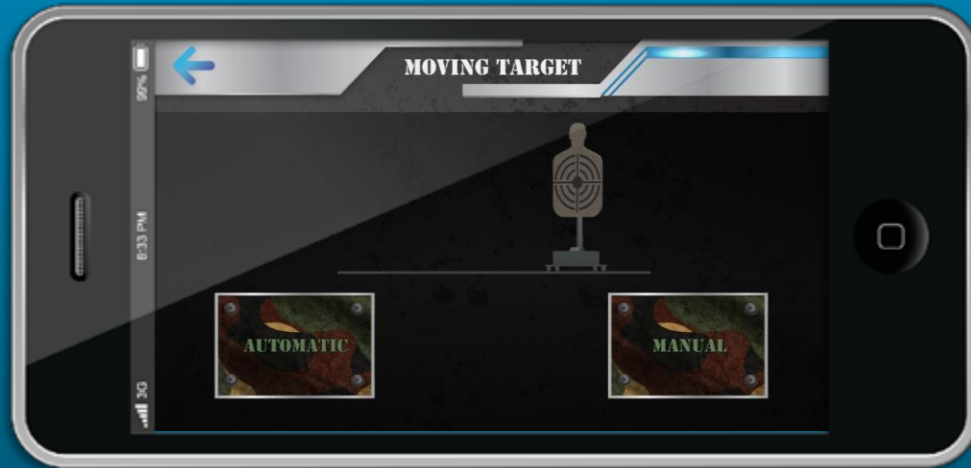 MOVING TARGET
99%
8:33 PM
3G
AUTOMATIC
MANUAL